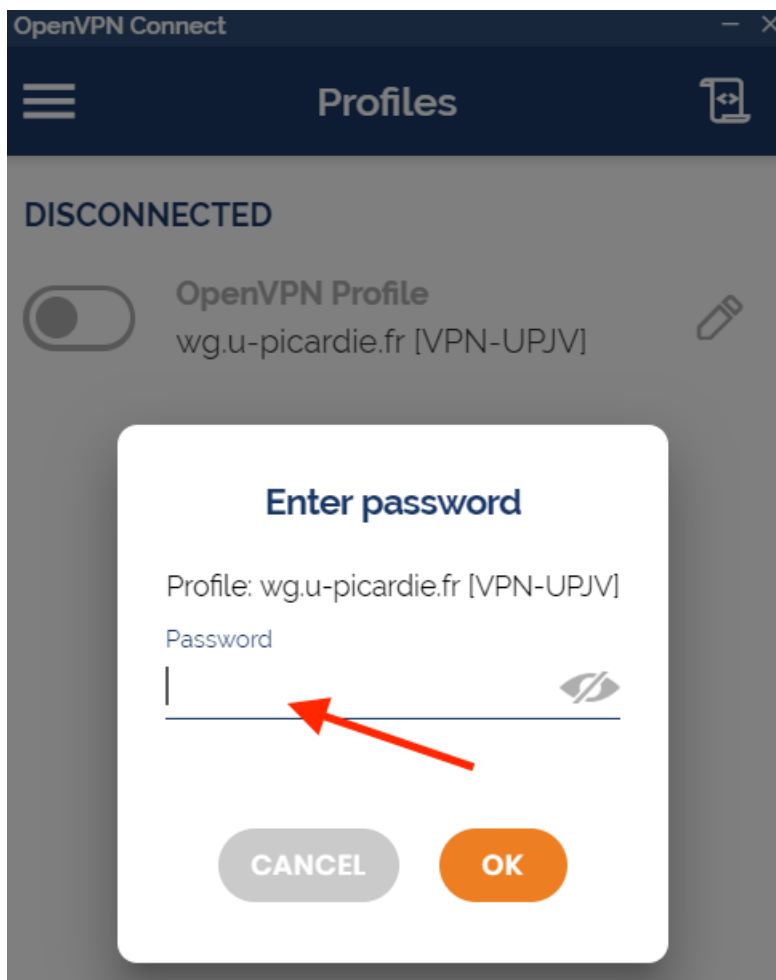 OpenVPN Connect
Profiles
DISCONNECTED
OpenVPN Profile
wg.u-picardie.fr [VPN-UPJV]
Enter password
Profile: wg.u-picardie.fr [VPN-UPJV]
Password
CANCEL OK